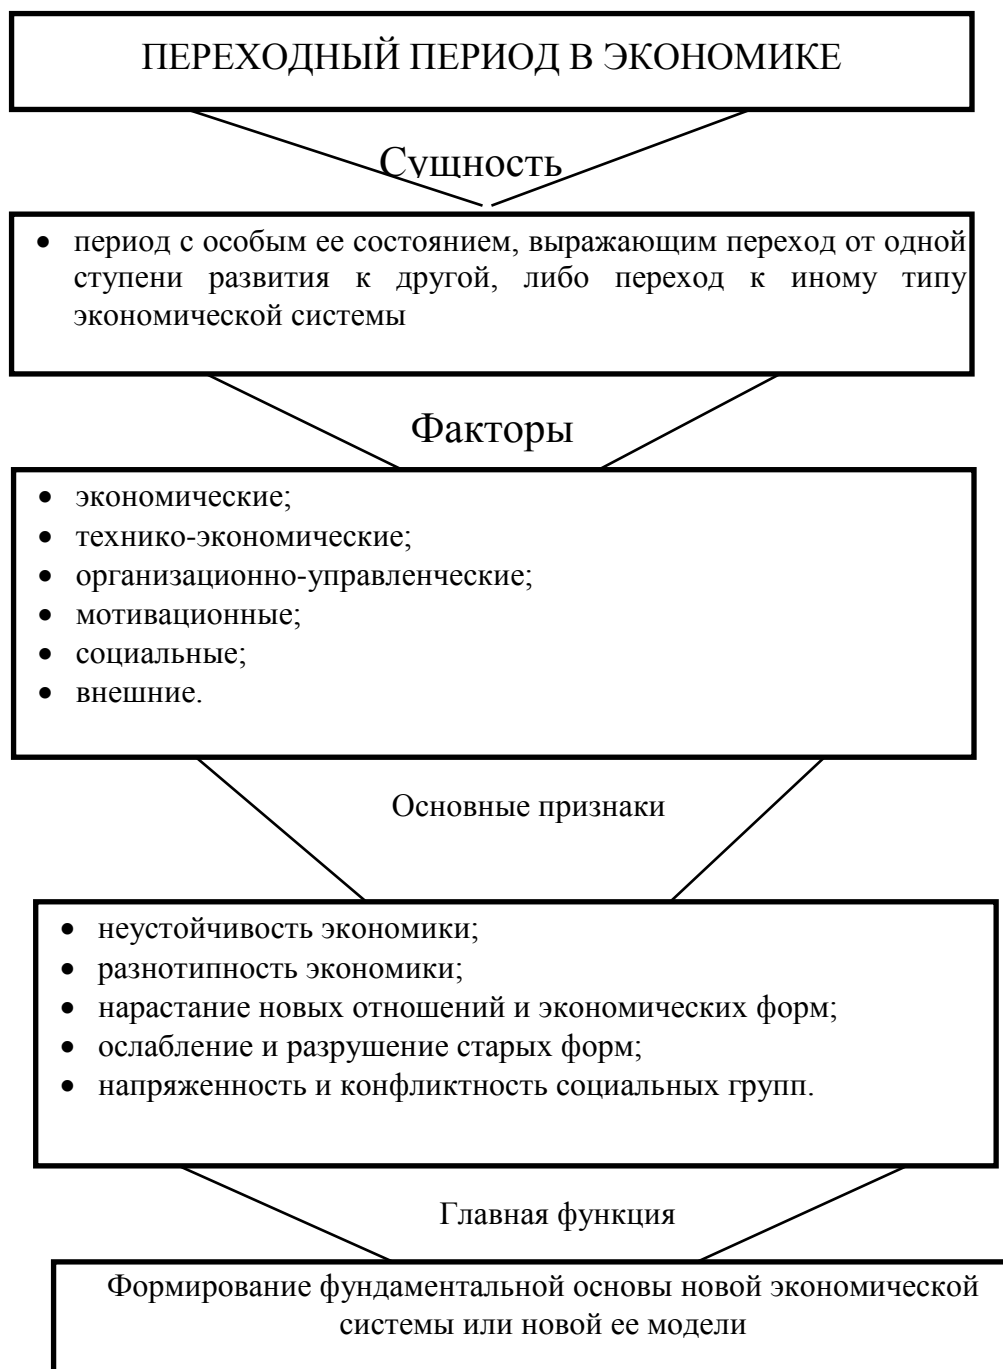 ПЕРЕХОДНЫЙ ПЕРИОД В ЭКОНОМИКЕ
Сущность
• период с особым ее состоянием, выражающим переход от одной
ступени развития к другой, либо переход к иному типу
экономической системы
Факторы
• экономические;
• технико-экономические;
• организационно-управленческие;
• мотивационные;
• социальные;
• внешние.
Основные признаки
• неустойчивость экономики;
• разнотипность экономики;
• нарастание новых отношений и экономических форм;
• ослабление и разрушение старых форм;
• напряженность и конфликтность социальных групп.
Главная функция
Формирование фундаментальной основы новой экономической
системы или новой ее модели